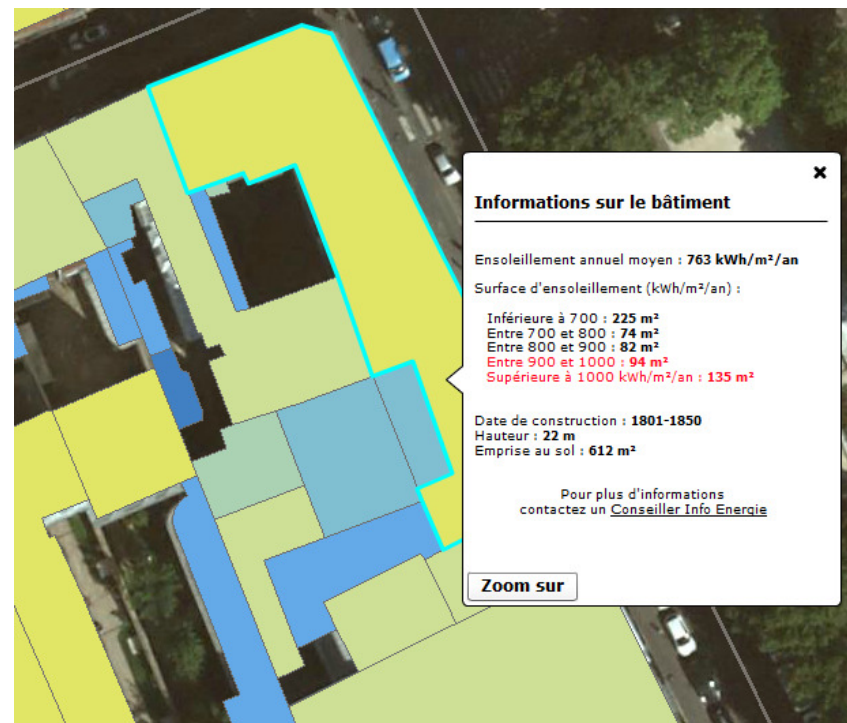 Informations sur le bâtiment
Ensoleillement annuel moyen : 763 kWh/m²/an
Surface d'ensoleillement (kWh/m²/an) :
Inférieure à 700 : 225 m²
Entre 700 et 800 : 74 m²
Entre 800 et 900 : 82 m²
Entre 900 et 1000 : 94 m²
Supérieure à 1000 kWh/m²/an : 135 m²
Date de construction : 1801-1850
Hauteur : 22 m
Emprise au sol : 612 m²
Pour plus d'informations
contactez un Conseiller Info Energie
Zoom sur